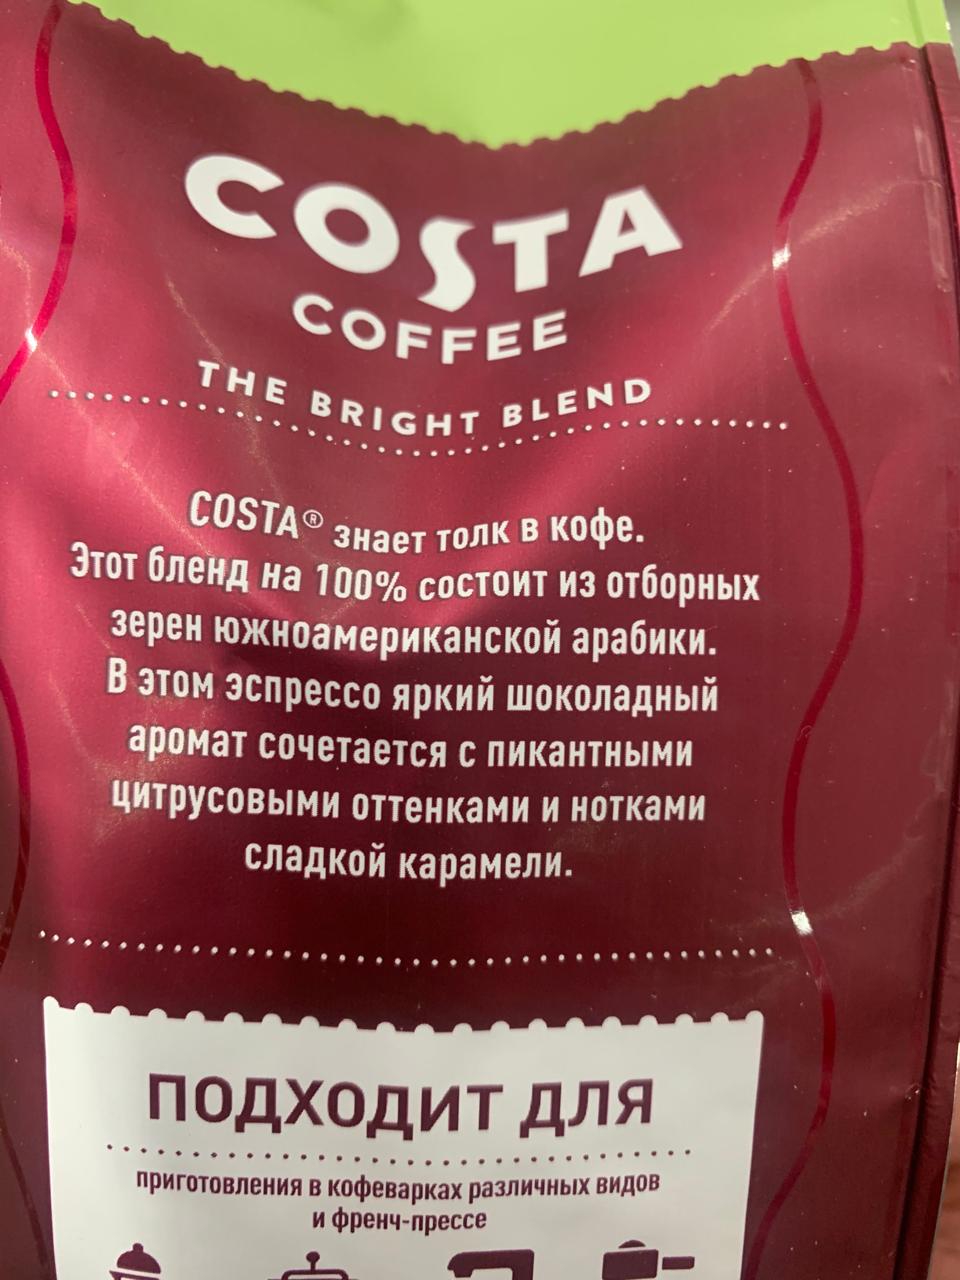 COSTA
COFFEE
THE BRIGHT BLEND
COSTA® знает толк в кофе.
Этот бленд на 100% состоит из отборных
зерен южноамериканской арабики.
В этом эспрессо яркий шоколадный
аромат сочетается с пикантными
цитрусовыми оттенками и нотками
сладкой карамели.
ПОДХОДИТ ДЛЯ
приготовления в кофеварках различных видов
и френч-прессе